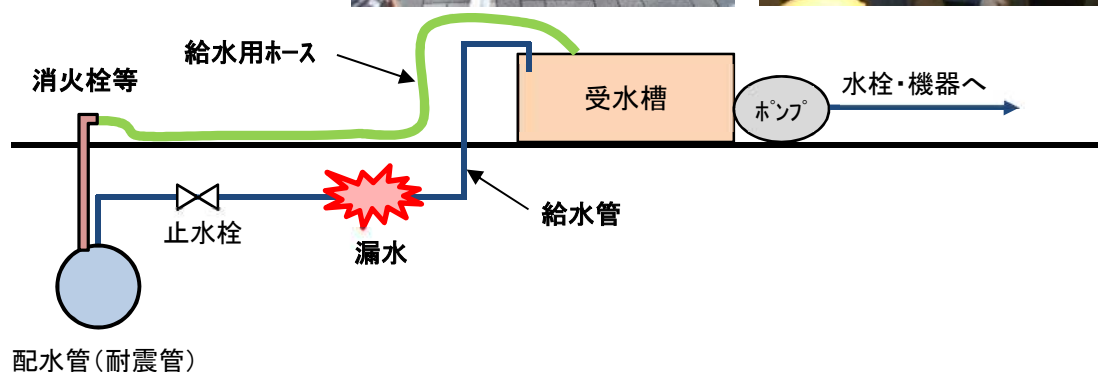 給水用ホース
消火栓等
受水槽
ﾎﾟﾝﾌﾟ
水栓・機器へ
止水栓
漏水
給水管
配水管（耐震管）